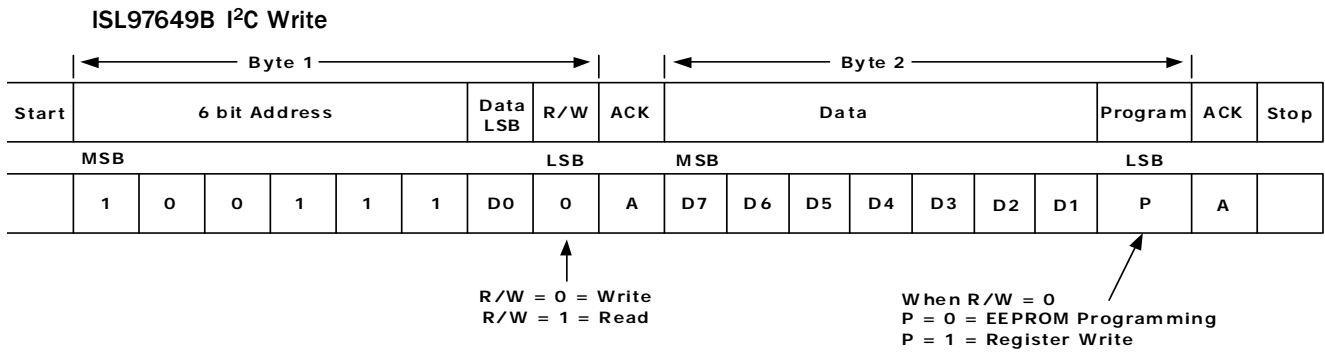 ISL97649B I²C Write
Byte 1 Byte 2
Start 6 bit Address Data LSB R/W ACK Data Program ACK Stop
MSB LSB MSB LSB
1 0 0 1 1 1 D0 0 A D7 D6 D5 D4 D3 D2 D1 P A
R/W = 0 = Write
R/W = 1 = Read
When R/W = 0
P = 0 = EEPROM Programming
P = 1 = Register Write